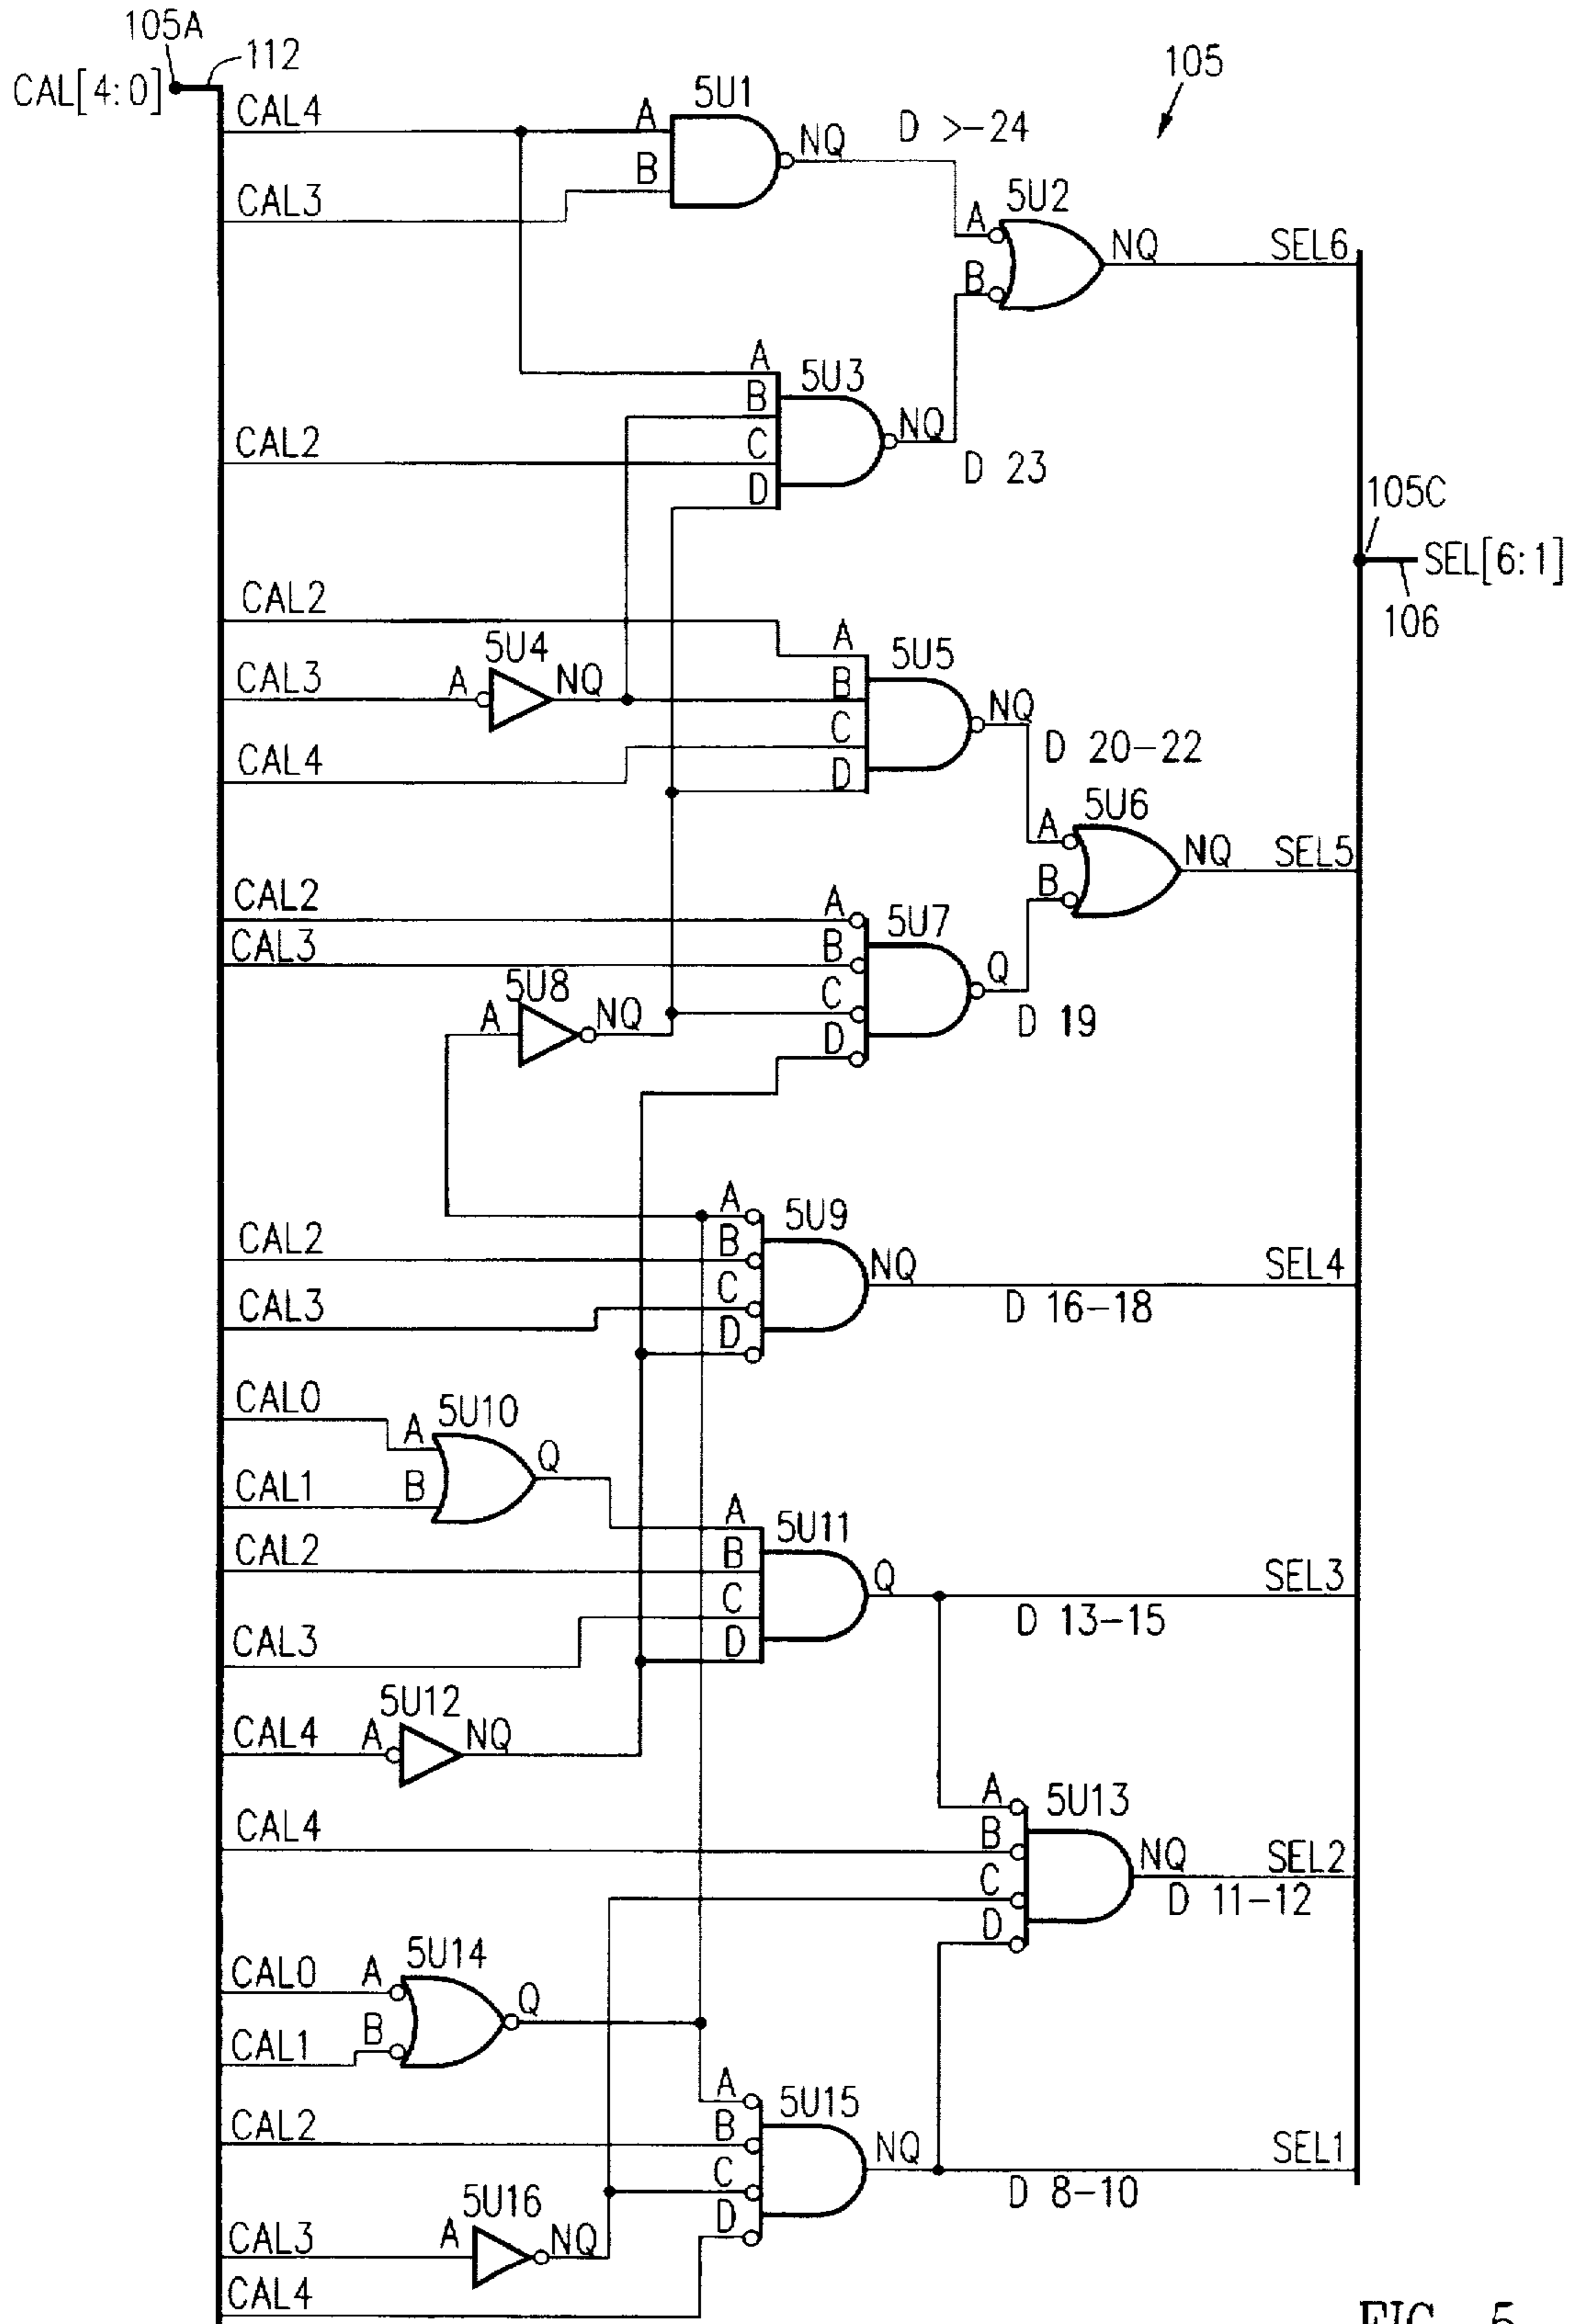 105A
112
CAL[4:0]
105
CAL4
A
5U1
NQ
D >-24
B
CAL3
5U2
A
NQ
SEL6
B
A
5U3
B
NQ
CAL2
C
D 23
D
105C
SEL[6:1]
106
CAL2
A
5U5
5U4
CAL3
A
NQ
B
NQ
C
D 20-22
CAL4
D
5U6
A
NQ
SEL5
B
CAL2
A
5U7
CAL3
B
Q
5U8
C
A
NQ
D 19
D
A
5U9
CAL2
B
NQ
SEL4
C
CAL3
D 16-18
D
CAL0
A
5U10
Q
CAL1
B
A
5U11
CAL2
B
Q
SEL3
C
D 13-15
CAL3
D
5U12
CAL4
A
NQ
A
5U13
CAL4
B
NQ
SEL2
C
D 11-12
D
5U14
CAL0
A
Q
B
CAL1
A
5U15
CAL2
B
NQ
SEL1
C
D 8-10
5U16
D
CAL3
A
NQ
CAL4